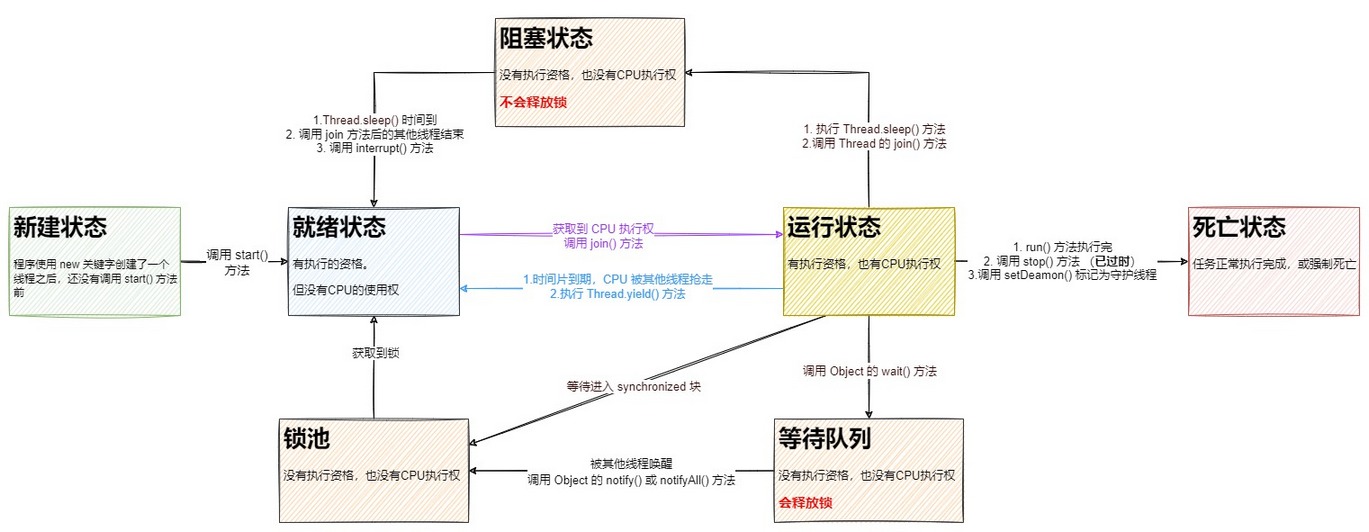 阻塞状态
没有执行资格，也没有CPU执行权
不会释放锁
1.Thread.sleep() 时间到
2. 调用 join 方法后的其他线程结束
3. 调用 interrupt() 方法
1. 执行 Thread.sleep() 方法
2.调用 Thread 的 join() 方法
新建状态
程序使用 new 关键字创建了一个
线程之后，还没有调用 start() 方法
前
调用 start()
方法
就绪状态
有执行的资格。
但没有CPU的使用权
获取到 CPU 执行权
调用 join() 方法
1.时间片到期，CPU 被其他线程抢走
2.执行 Thread.yield() 方法
运行状态
有执行资格，也有CPU执行权
1. run() 方法执行完
2. 调用 stop() 方法 （已过时）
3.调用 setDeamon() 标记为守护线程
死亡状态
任务正常执行完成，或强制死亡
获取到锁
等待进入 synchronized 块
调用 Object 的 wait() 方法
锁池
没有执行资格，也没有CPU执行权
被其他线程唤醒
调用 Object 的 notify() 或 notifyAll() 方法
等待队列
没有执行资格，也没有CPU执行权
会释放锁